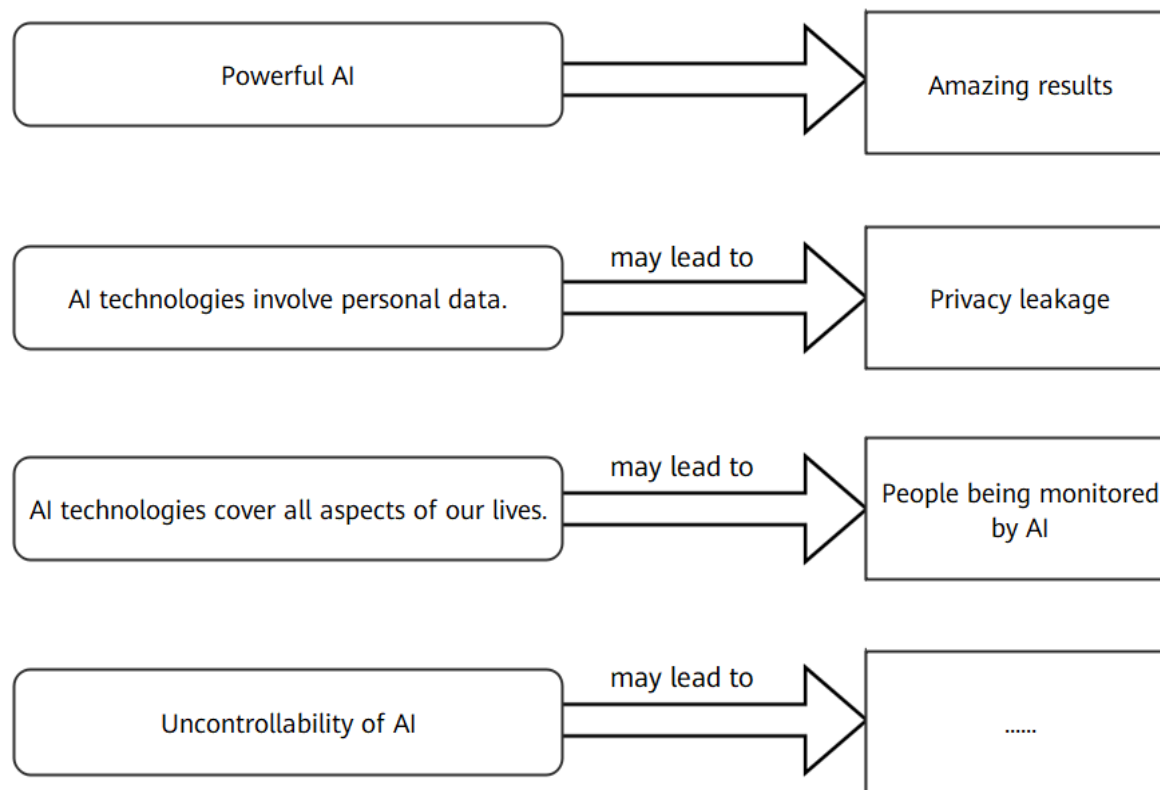 Powerful AI
Amazing results
may lead to
AI technologies involve personal data.
Privacy leakage
may lead to
AI technologies cover all aspects of our lives.
People being monitored
by AI
may lead to
Uncontrollability of AI
......